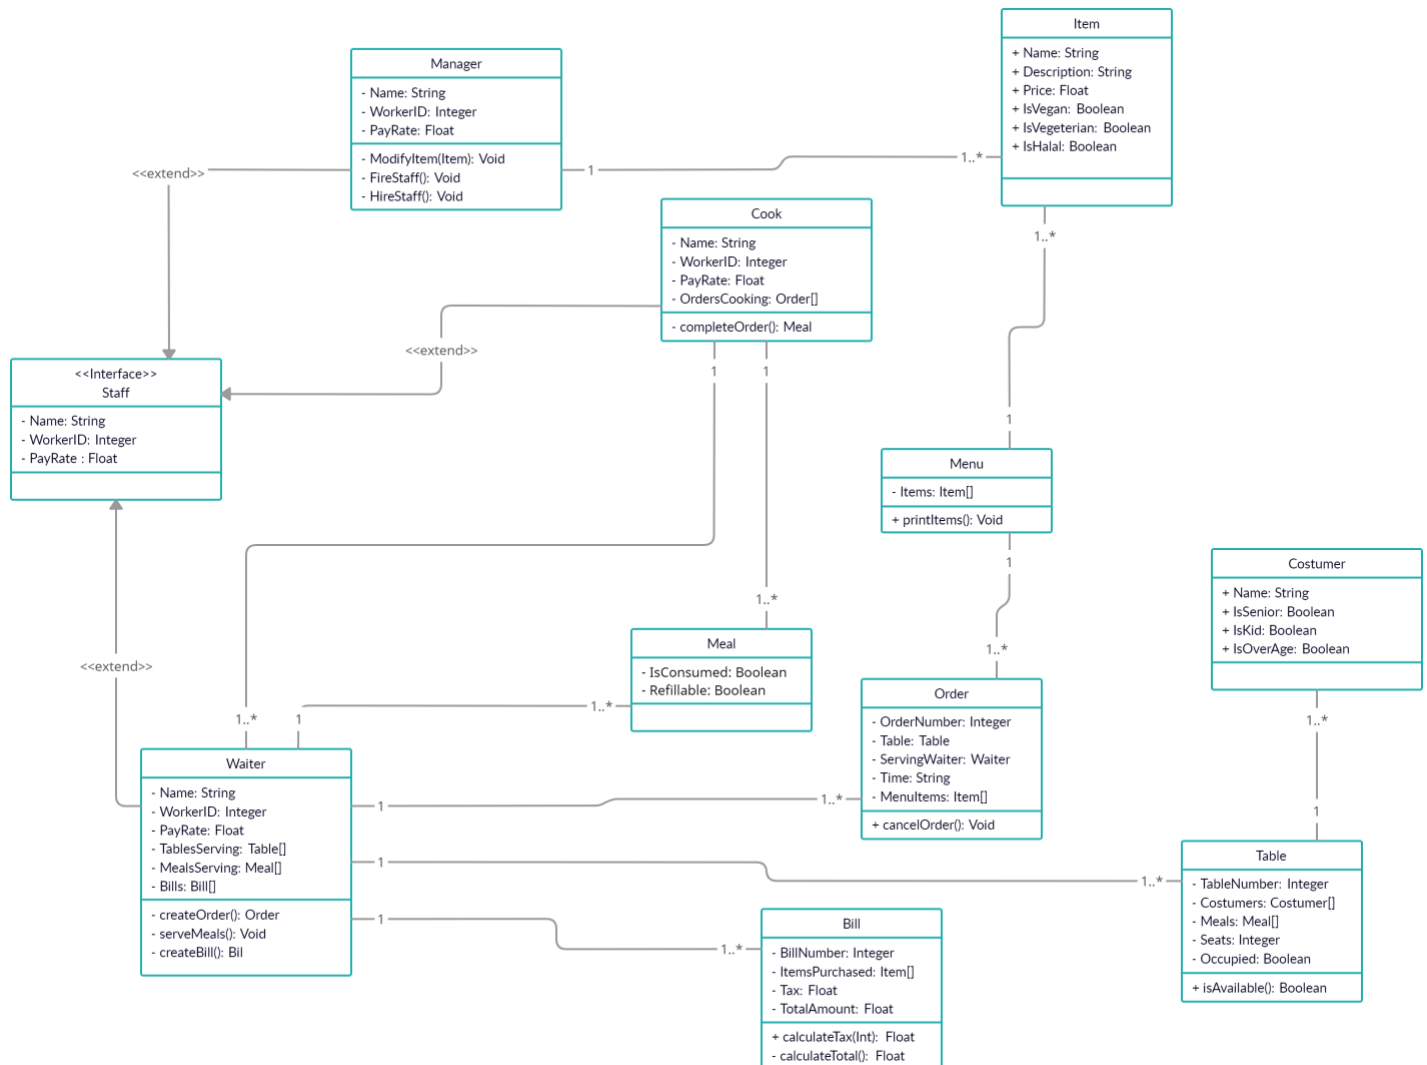 Item
+ Name: String
+ Description: String
+ Price: Float
+ IsVegan: Boolean
+ IsVegeterian: Boolean
+ IsHalal: Boolean
Manager
- Name: String
- WorkerID: Integer
- PayRate: Float
- ModifyItem(Item): Void
- FireStaff(): Void
- HireStaff(): Void
1
1..*
<<extend>>
Cook
- Name: String
- WorkerID: Integer
- PayRate: Float
- OrdersCooking: Order[]
- completeOrder(): Meal
1..*
<<extend>>
1
1
1
<<Interface>>
Staff
- Name: String
- WorkerID: Integer
- PayRate : Float
Menu
- Items: Item[]
+ printItems(): Void
1
1..*
1..*
Costumer
+ Name: String
+ IsSenior: Boolean
+ IsKid: Boolean
+ IsOverAge: Boolean
Meal
- IsConsumed: Boolean
- Refillable: Boolean
<<extend>>
1..*
1
1..*
Order
- OrderNumber: Integer
- Table: Table
- ServingWaiter: Waiter
- Time: String
- MenuItems: Item[]
+ cancelOrder(): Void
1..*
1
Waiter
- Name: String
- WorkerID: Integer
- PayRate: Float
- TablesServing: Table[]
- MealsServing: Meal[]
- Bills: Bill[]
- createOrder(): Order
- serveMeals(): Void
- createBill(): Bil
1
1..*
1
1..*
1
1..*
Table
- TableNumber: Integer
- Costumers: Costumer[]
- Meals: Meal[]
- Seats: Integer
- Occupied: Boolean
+ isAvailable(): Boolean
Bill
- BillNumber: Integer
- ItemsPurchased: Item[]
- Tax: Float
- TotalAmount: Float
+ calculateTax(Int): Float
- calculateTotal(): Float